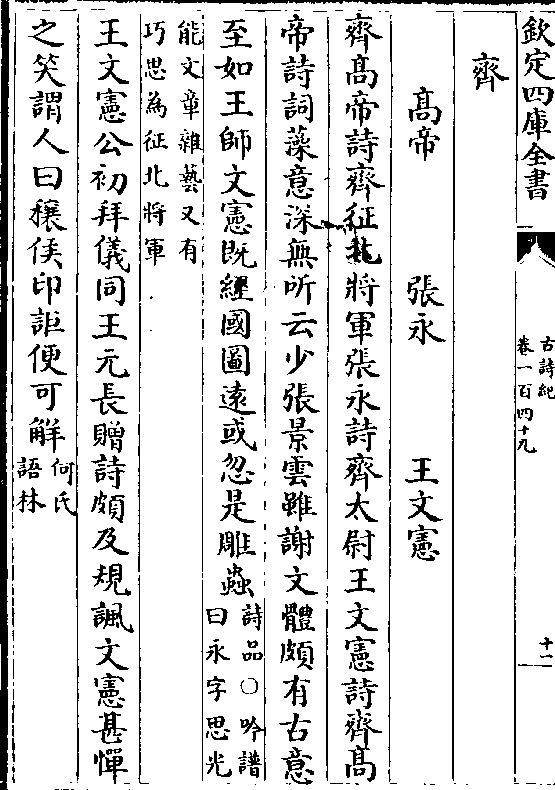 欽定四庫全書
古詩紀
卷一百四十九
十一
齊
高帝　張永　王文憲
齊高帝詩齊征北將軍張永詩齊太尉王文憲詩齊高
帝詩詞藻意深無所云少張景雲雖謝文體頗有古意
至如王師文憲既經國圖遠或忽是雕蟲詩品○吟譜
曰永字思光
能文章雜藝又有
巧思為征北將軍
王文憲公初拜儀同王元長贈詩頗及規諷文憲甚憚
之笑謂人曰穰侯印詎便可解何氏
語林